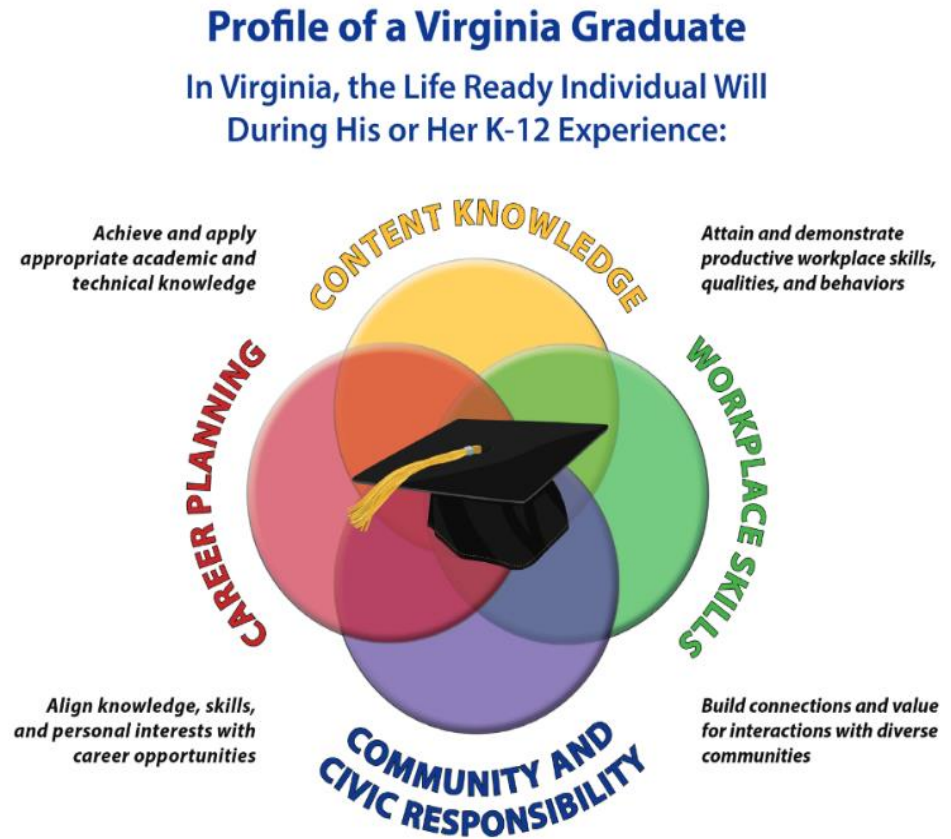 Profile of a Virginia Graduate
In Virginia, the Life Ready Individual Will
During His or Her K-12 Experience:
CONTENT KNOWLEDGE
Achieve and apply
appropriate academic and
technical knowledge
Attain and demonstrate
productive workplace skills,
qualities, and behaviors
CAREER PLANNING
WORKPLACE SKILLS
Align knowledge, skills,
and personal interests with
career opportunities
Build connections and value
for interactions with diverse
communities
COMMUNITY AND
CIVIC RESPONSIBILITY